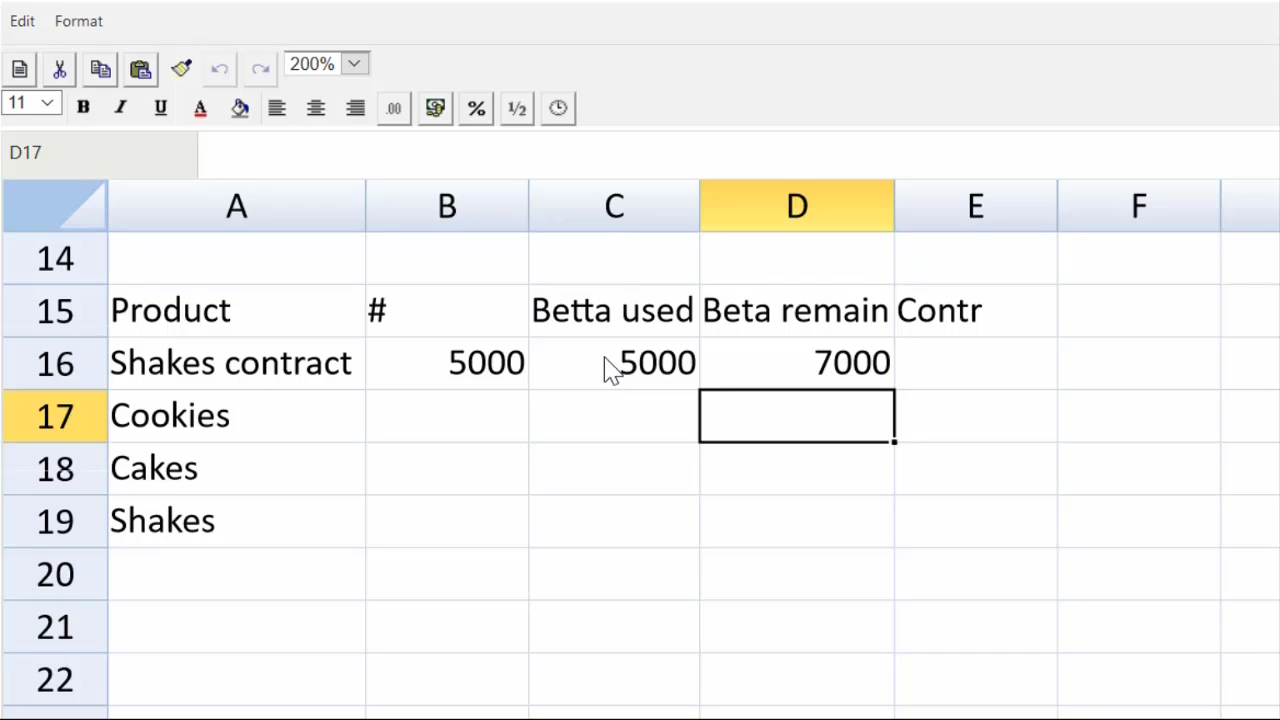 Edit Format
200%
11 B I U A .00 % ½
D17
A B C D E F
14
15 Product # Betta used Beta remain Contr
16 Shakes contract 5000 5000 7000
17 Cookies
18 Cakes
19 Shakes
20
21
22